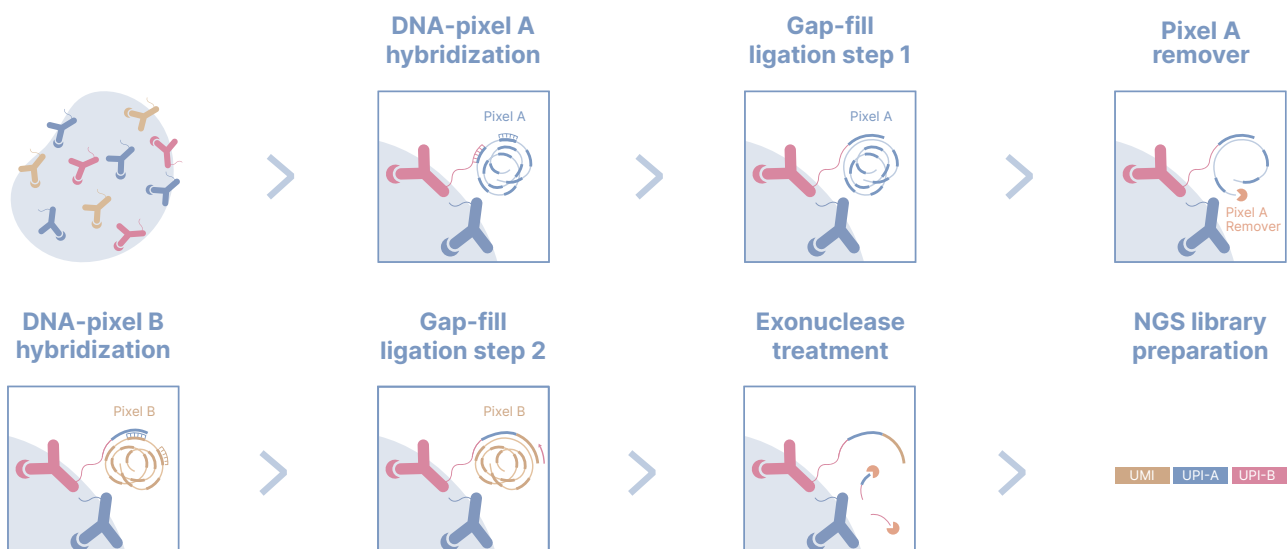 DNA-pixel A
hybridization
Gap-fill
ligation step 1
Pixel A
remover
Pixel A
Pixel A
Pixel A
Remover
DNA-pixel B
hybridization
Gap-fill
ligation step 2
Exonuclease
treatment
NGS library
preparation
Pixel B
Pixel B
UMI UPI-A UPI-B